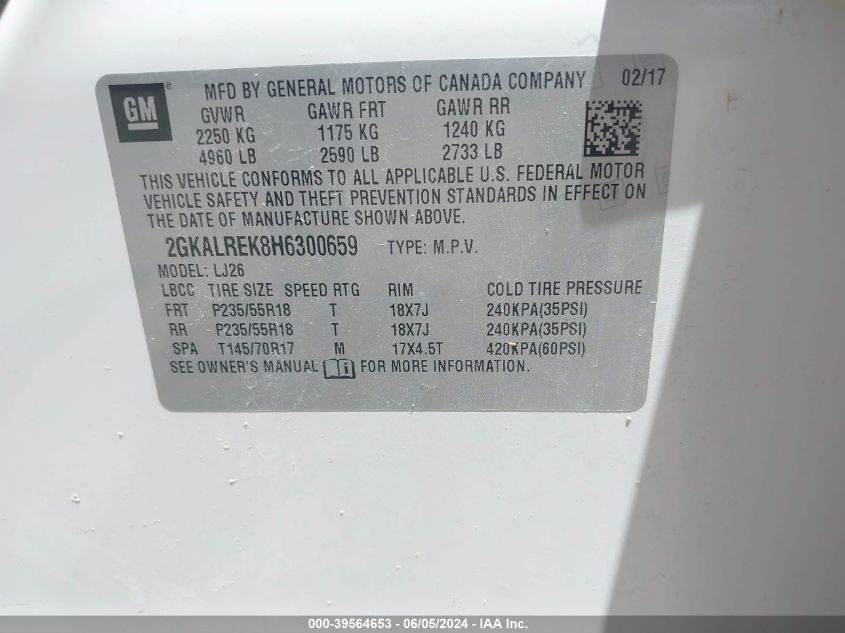 GM ® MFD BY GENERAL MOTORS OF CANADA COMPANY 02/17
GVWR GAWR FRT GAWR RR
2250 KG 1175 KG 1240 KG
4960 LB 2590 LB 2733 LB
THIS VEHICLE CONFORMS TO ALL APPLICABLE U.S. FEDERAL MOTOR
VEHICLE SAFETY AND THEFT PREVENTION STANDARDS IN EFFECT ON
THE DATE OF MANUFACTURE SHOWN ABOVE.
2GKALREK8H6300659 TYPE: M.P.V.
MODEL: LJ26
LBCC TIRE SIZE SPEED RTG RIM COLD TIRE PRESSURE
FRT P235/55R18 T 18X7J 240KPA(35PSI)
RR P235/55R18 T 18X7J 240KPA(35PSI)
SPA T145/70R17 M 17X4.5T 420KPA(60PSI)
SEE OWNER'S MANUAL FOR MORE INFORMATION.
000-39564653 - 06/05/2024 - IAA Inc.